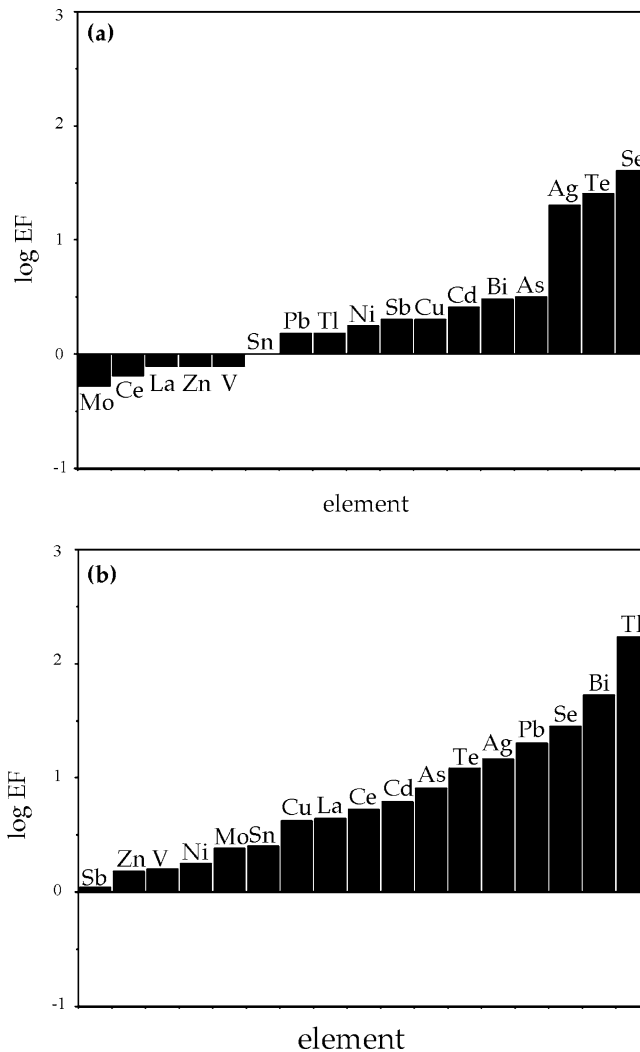 (a)
3
2
1
0
-1
log EF
Mo Ce La Zn V Sn Pb Tl Ni Sb Cu Cd Bi As Ag Te Se
element
(b)
3
2
1
0
-1
log EF
Sb Zn V Ni Mo Sn Cu La Ce Cd As Te Ag Pb Se Bi Tl
element